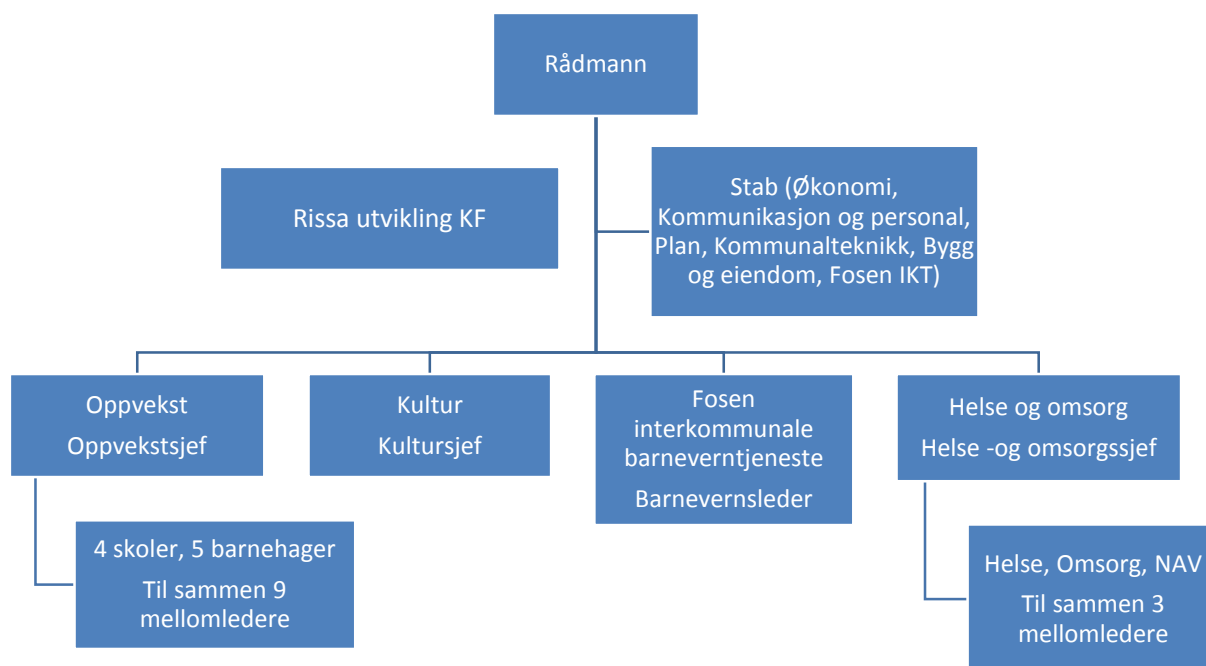 Rådmann
Rissa utvikling KF
Stab (Økonomi,
Kommunikasjon og personal,
Plan, Kommunalteknikk, Bygg
og eiendom, Fosen IKT)
Oppvekst
Oppvekstsjef
Kultur
Kultursjef
Fosen
interkommunale
barneverntjeneste
Barnevernsleder
Helse og omsorg
Helse -og omsorgssjef
4 skoler, 5 barnehager
Til sammen 9
mellomledere
Helse, Omsorg, NAV
Til sammen 3
mellomledere